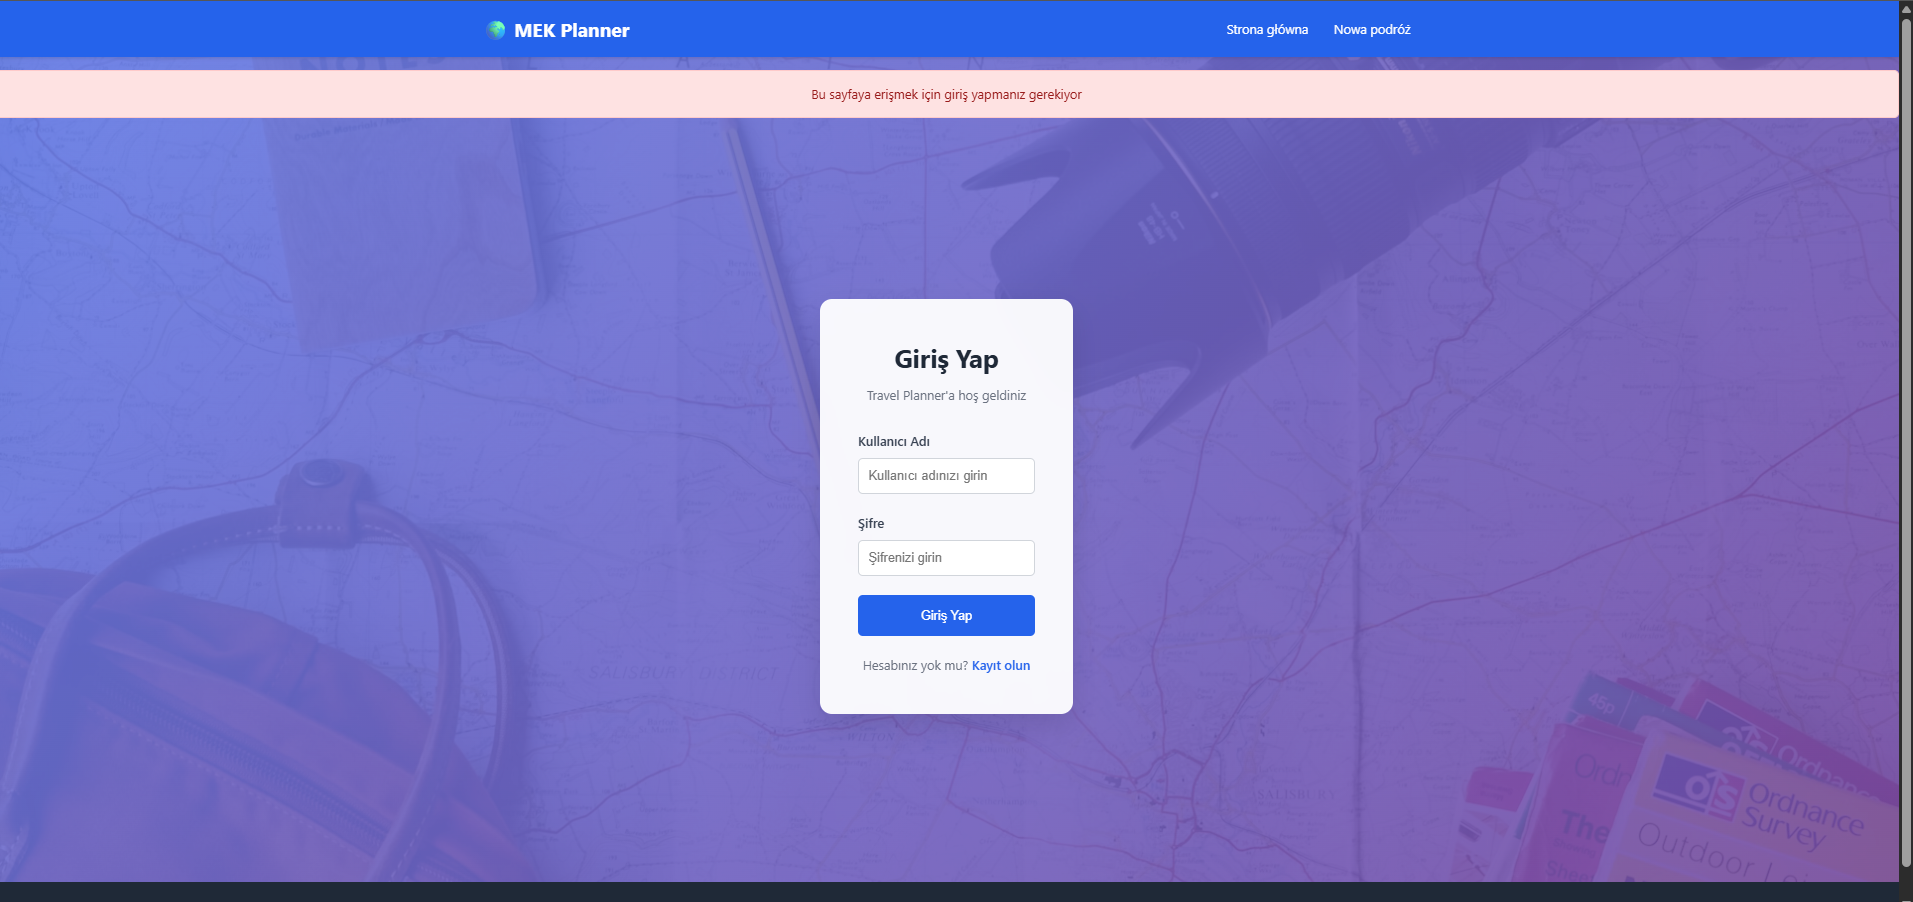 MEK Planner
Strona główna
Nowa podróż
Bu sayfaya erişmek için giriş yapmanız gerekiyor
Giriş Yap
Travel Planner'a hoş geldiniz
Kullanıcı Adı
Kullanıcı adınızı girin
Şifre
Şifrenizi girin
Giriş Yap
Hesabınız yok mu? Kayıt olun
SALISBURY DISTRICT
WILTON
SALISBURY
45p
Ordnance
Survey
Outdoor
The